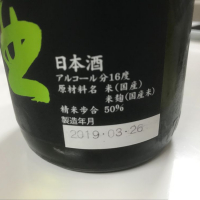 日本酒
アルコール分16度
原材料名 米(国産)
米麹(国産米)
精米歩合 50%
製造年月
2019.03.26